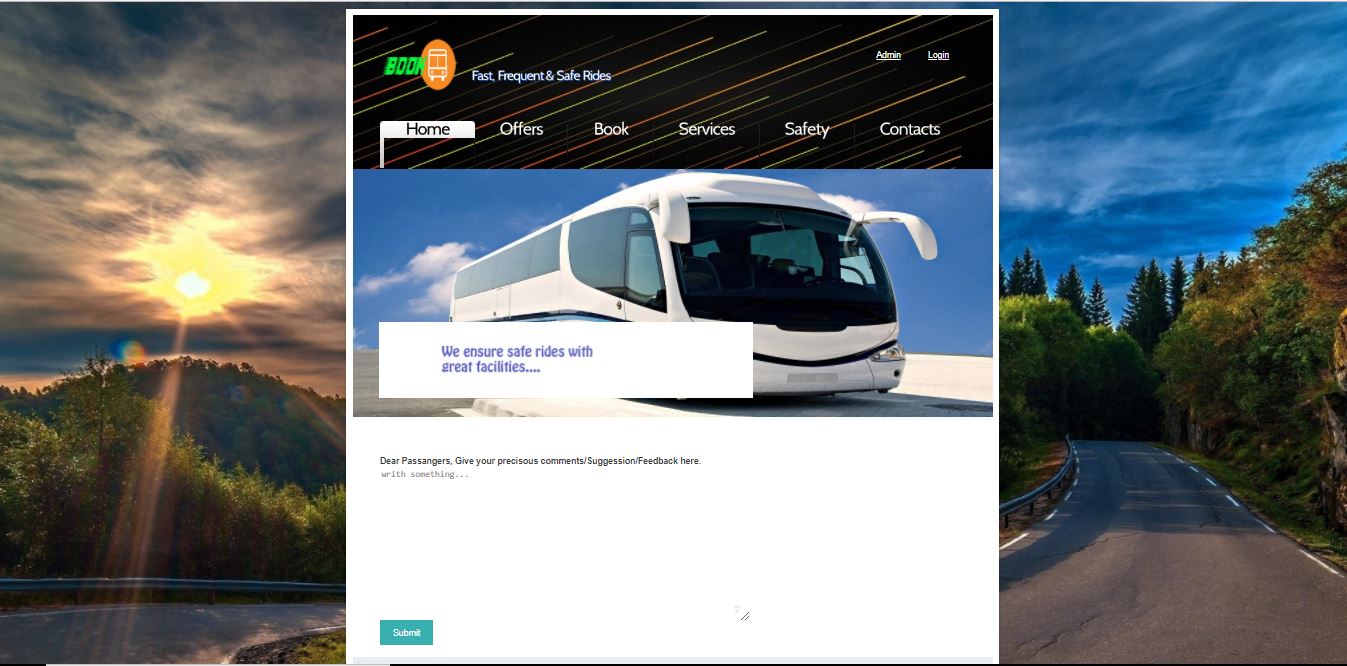 BOOK
Fast, Frequent & Safe Rides
Admin Login
Home Offers Book Services Safety Contacts
We ensure safe rides with
great facilities....
Dear Passangers, Give your precisous comments/Suggession/Feedback here.
writh something...
Submit